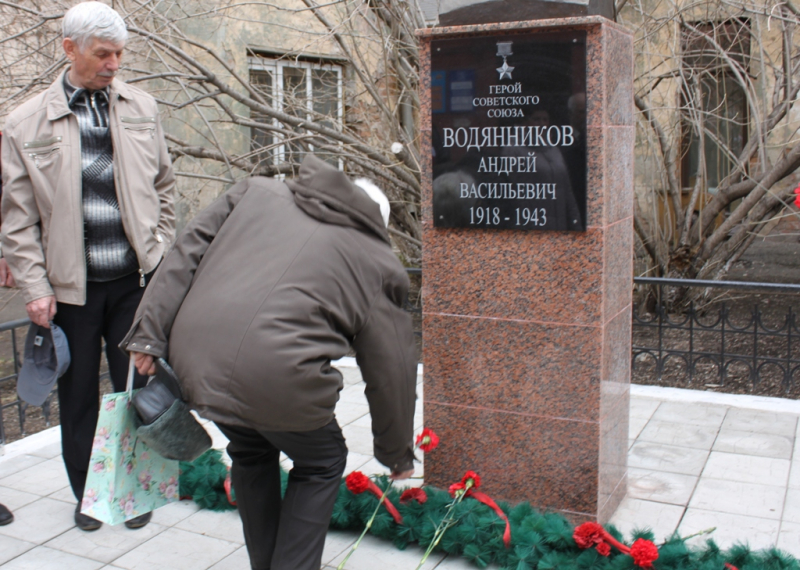 ГЕРОЙ
СОВЕТСКОГО
СОЮЗА
ВОДЯННИКОВ
АНДРЕЙ
ВАСИЛЬЕВИЧ
1918 - 1943